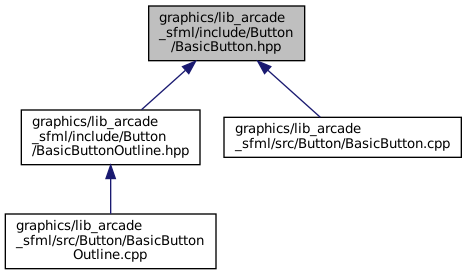 graphics/lib_arcade
_sfml/include/Button
/BasicButton.hpp
graphics/lib_arcade
_sfml/include/Button
/BasicButtonOutline.hpp
graphics/lib_arcade
_sfml/src/Button/BasicButton.cpp
graphics/lib_arcade
_sfml/src/Button/BasicButton
Outline.cpp